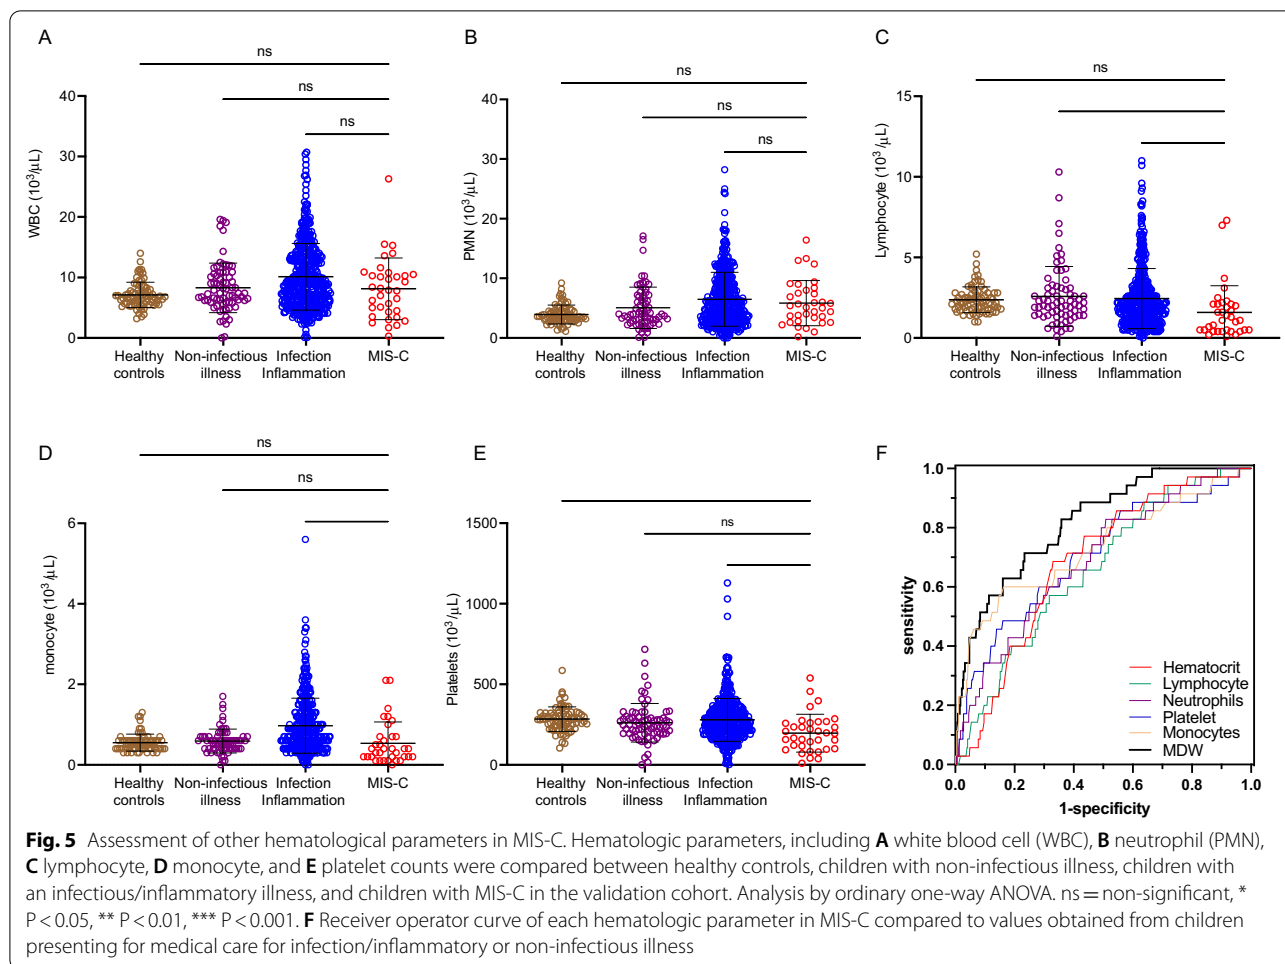 A
ns
ns
ns
WBC (10³/µL)
40
30
20
10
0
Healthy controls
Non-infectious illness
Infection Inflammation
MIS-C
B
ns
ns
ns
PMN (10³/µL)
40
30
20
10
0
Healthy controls
Non-infectious illness
Infection Inflammation
MIS-C
C
ns
Lymphocyte (10³/µL)
15
10
5
0
Healthy controls
Non-infectious illness
Infection Inflammation
MIS-C
D
ns
ns
monocyte (10³/µL)
6
4
2
0
Healthy controls
Non-infectious illness
Infection Inflammation
MIS-C
E
ns
Platelets (10³/µL)
1500
1000
500
0
Healthy controls
Non-infectious illness
Infection Inflammation
MIS-C
F
sensitivity
1.0
0.8
0.6
0.4
0.2
0.0
Hematocrit
Lymphocyte
Neutrophils
Platelet
Monocytes
MDW
0.0 0.2 0.4 0.6 0.8 1.0
1-specificity
Fig. 5 Assessment of other hematological parameters in MIS-C. Hematologic parameters, including A white blood cell (WBC), B neutrophil (PMN),
C lymphocyte, D monocyte, and E platelet counts were compared between healthy controls, children with non-infectious illness, children with
an infectious/inflammatory illness, and children with MIS-C in the validation cohort. Analysis by ordinary one-way ANOVA. ns = non-significant, *
P < 0.05, ** P < 0.01, *** P < 0.001. F Receiver operator curve of each hematologic parameter in MIS-C compared to values obtained from children
presenting for medical care for infection/inflammatory or non-infectious illness